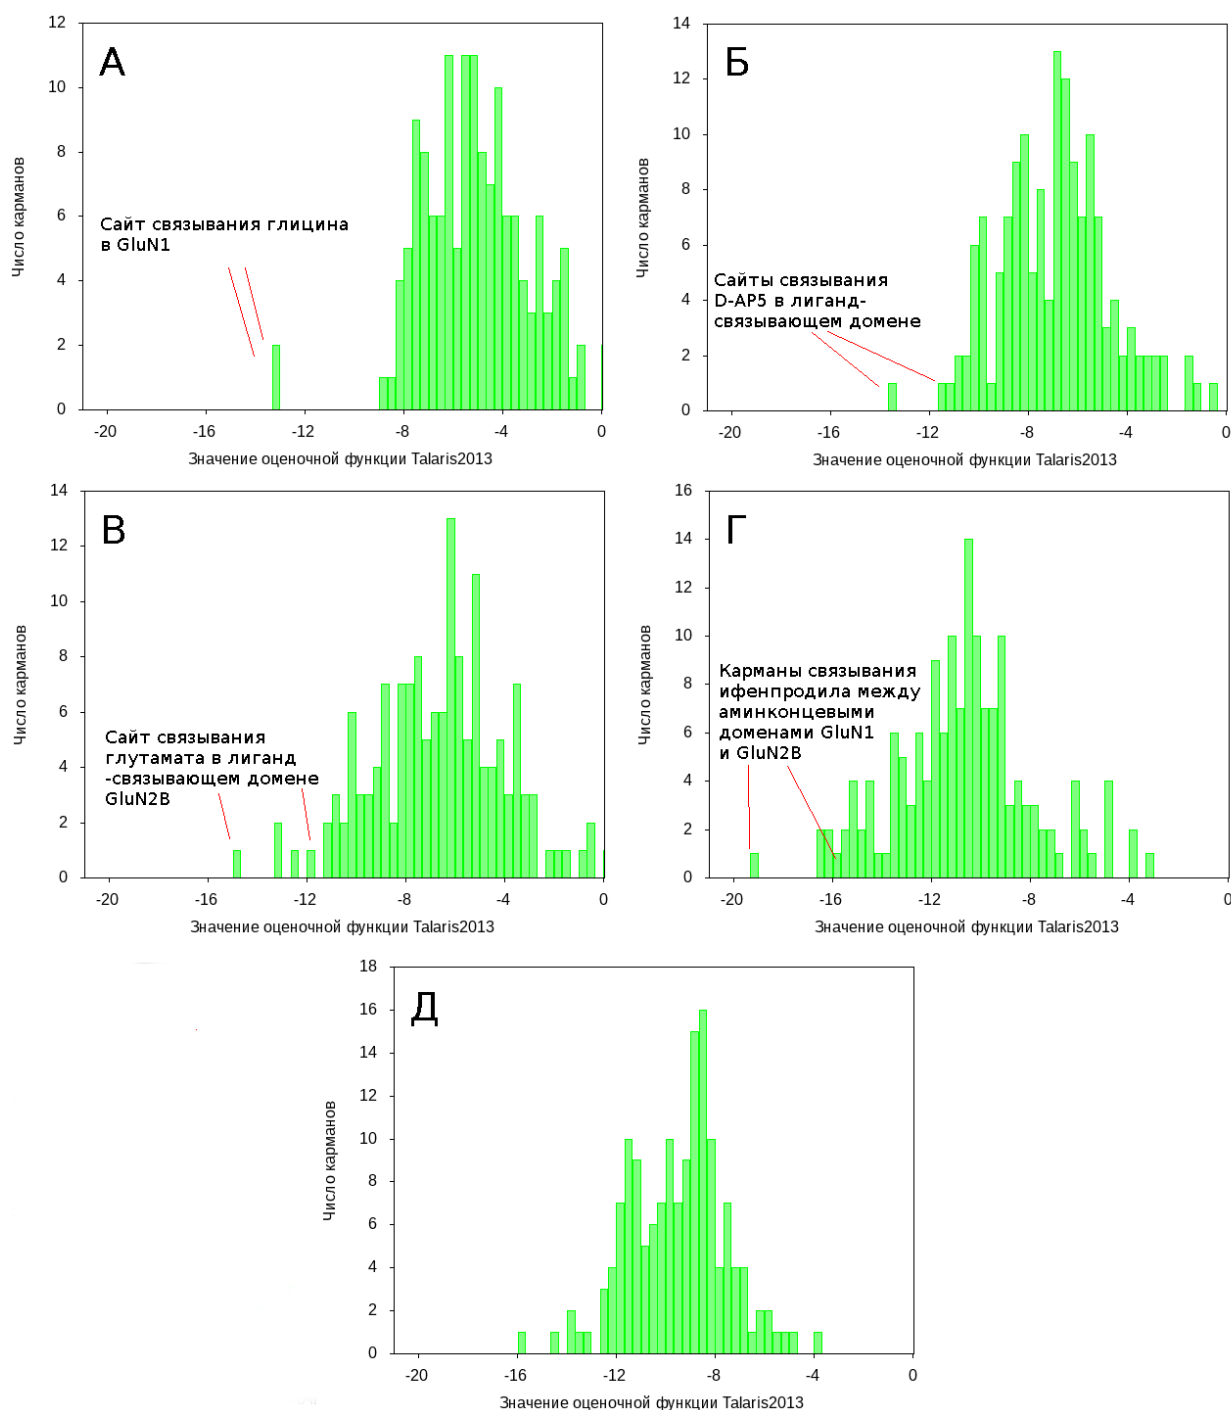 А
Число карманов
12
10
8
6
4
2
0
Сайт связывания глицина
в GluN1
-20
-16
-12
-8
-4
0
Значение оценочной функции Talaris2013
Б
Число карманов
14
12
10
8
6
4
2
0
Сайты связывания
D-AP5 в лиганд-
связывающем домене
-20
-16
-12
-8
-4
0
Значение оценочной функции Talaris2013
В
Число карманов
14
12
10
8
6
4
2
0
Сайт связывания
глутамата в лиганд
-связывающем домене
GluN2B
-20
-16
-12
-8
-4
0
Значение оценочной функции Talaris2013
Г
Число карманов
16
14
12
10
8
6
4
2
0
Карманы связывания
ифенпродила между
аминконцевыми
доменами GluN1
и GluN2B
-20
-16
-12
-8
-4
0
Значение оценочной функции Talaris2013
Д
Число карманов
18
16
14
12
10
8
6
4
2
0
-20
-16
-12
-8
-4
0
Значение оценочной функции Talaris2013